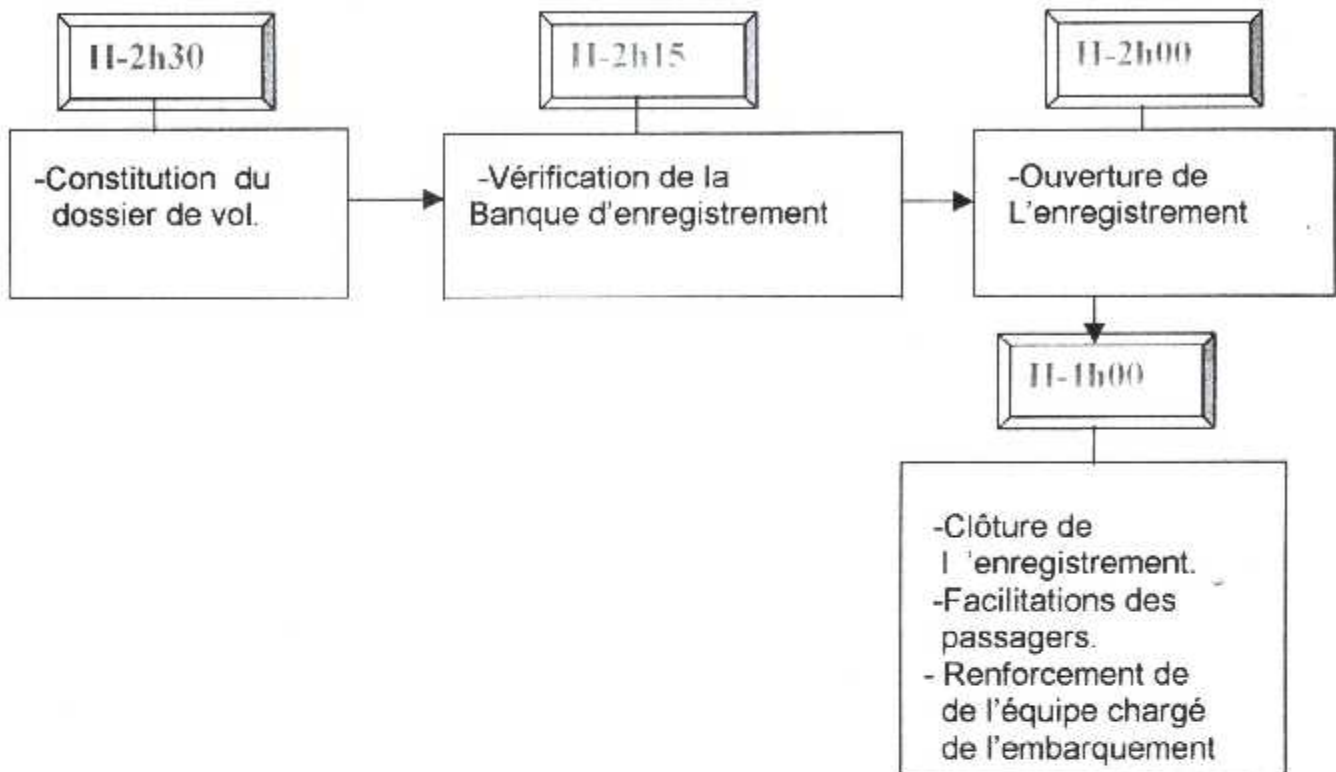 H-2h30
-Constitution du
dossier de vol.
H-2h15
-Vérification de la
Banque d'enregistrement
H-2h00
-Ouverture de
L'enregistrement
H-1h00
-Clôture de
l 'enregistrement.
-Facilitations des
passagers.
- Renforcement de
de l'équipe chargé
de l'embarquement